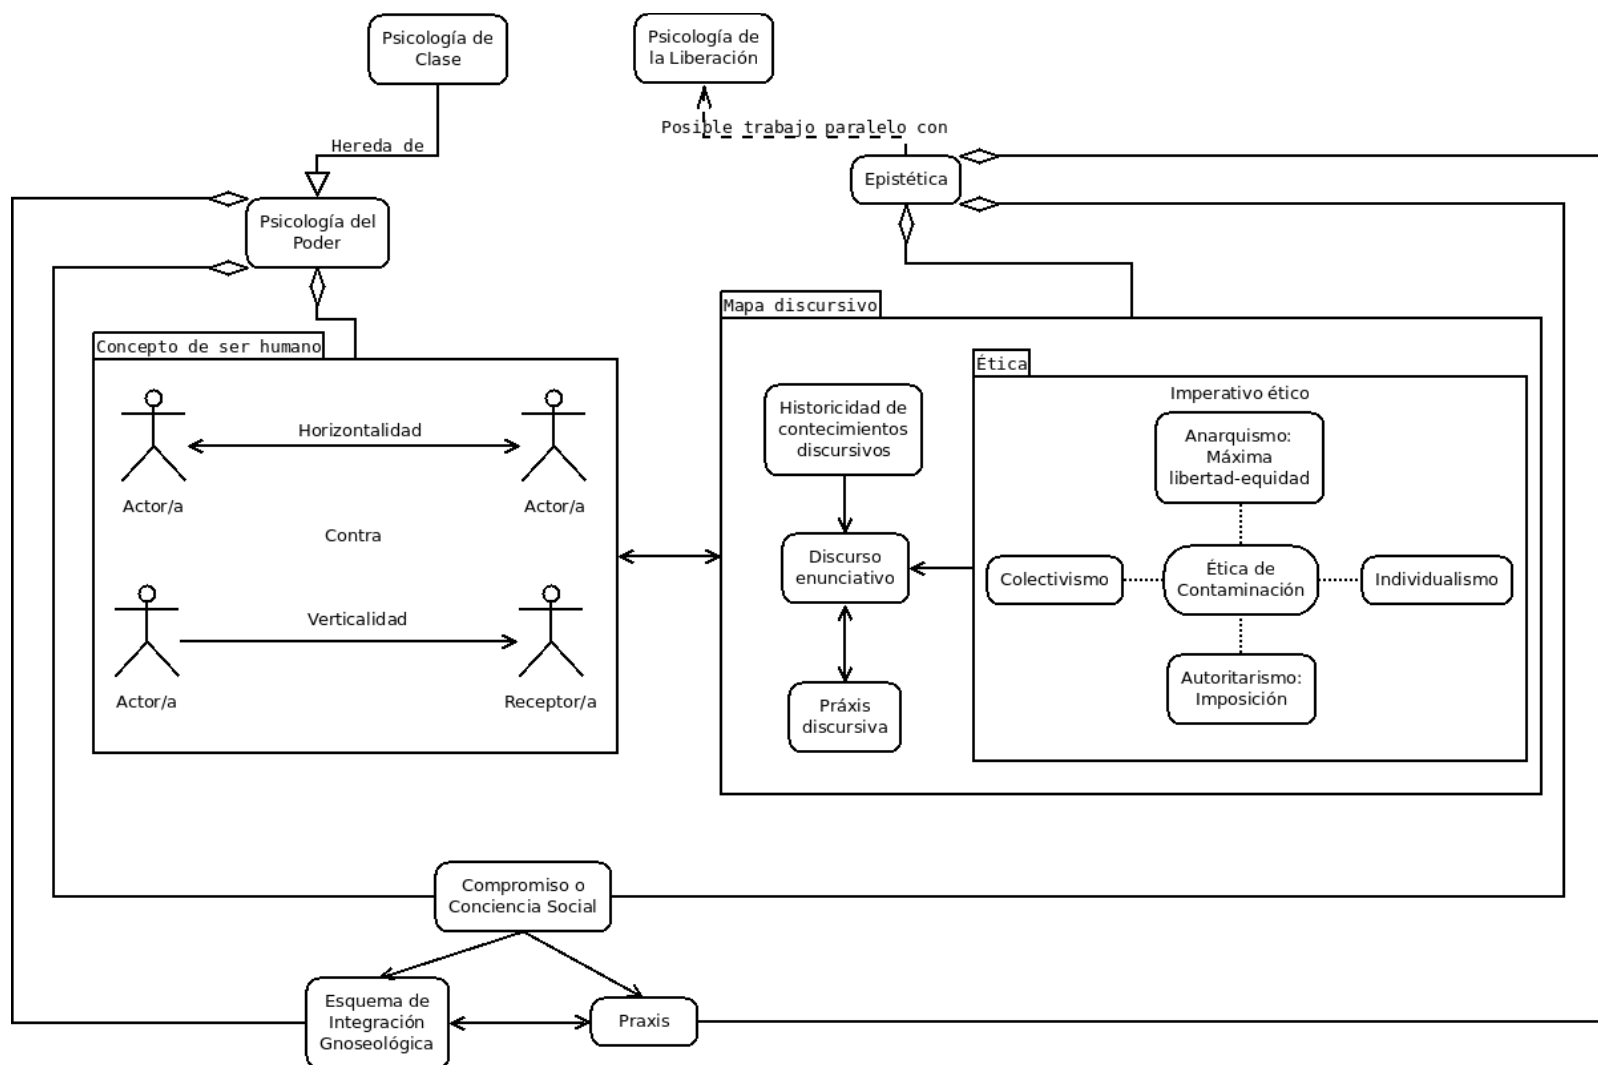 Psicología de
Clase
Psicología de
la Liberación
Posible trabajo paralelo con
Hereda de
Epistética
Psicología del
Poder
Mapa discursivo
Concepto de ser humano
Ética
Imperativo ético
Historicidad de
contecimientos
discursivos
Anarquismo:
Máxima
libertad-equidad
Horizontalidad
Actor/a
Actor/a
Contra
Discurso
enunciativo
Colectivismo
Ética de
Contaminación
Individualismo
Verticalidad
Actor/a
Receptor/a
Práxis
discursiva
Autoritarismo:
Imposición
Compromiso o
Conciencia Social
Esquema de
Integración
Gnoseológica
Praxis